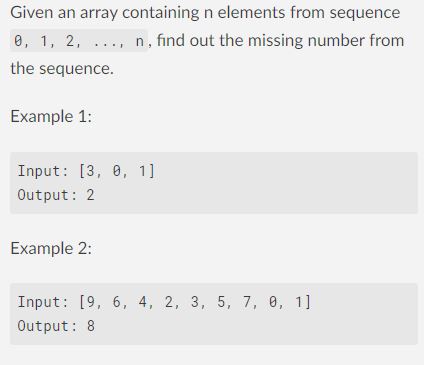 Given an array containing n elements from sequence
0, 1, 2, ..., n, find out the missing number from
the sequence.
Example 1:
Input: [3, 0, 1]
Output: 2
Example 2:
Input: [9, 6, 4, 2, 3, 5, 7, 0, 1]
Output: 8